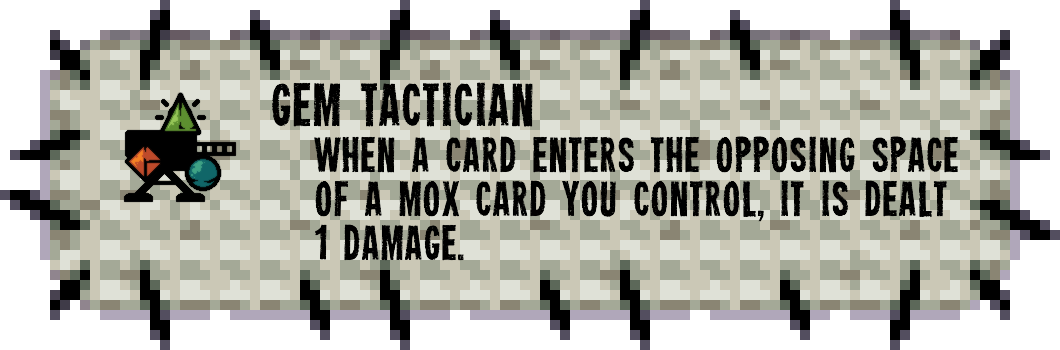 GEM TACTICIAN
WHEN A CARD ENTERS THE OPPOSING SPACE
OF A MOX CARD YOU CONTROL, IT IS DEALT
1 DAMAGE.